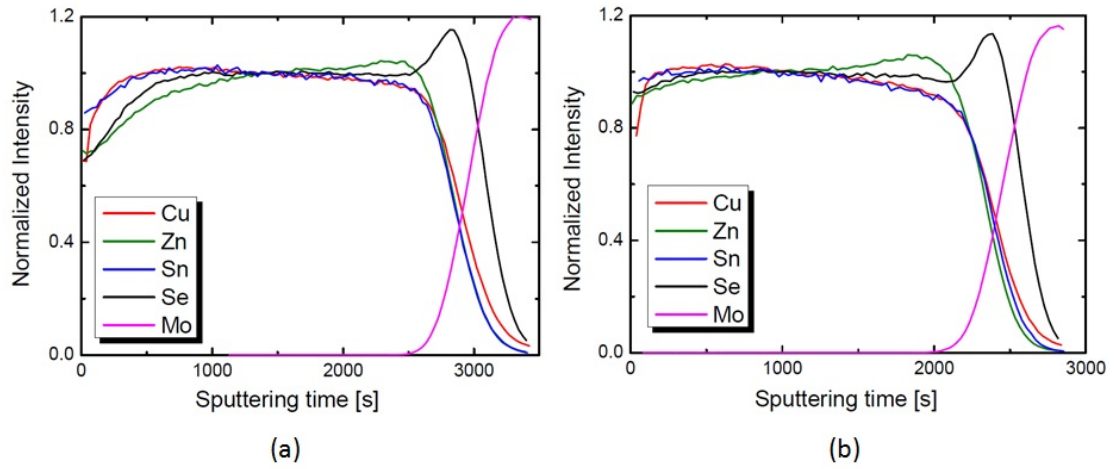 1.2
0.8
0.4
0.0
Normalized Intensity
Cu
Zn
Sn
Se
Mo
0
1000
2000
3000
Sputtering time [s]
(a)
1.2
0.8
0.4
0.0
Normalized Intensity
Cu
Zn
Sn
Se
Mo
0
1000
2000
3000
Sputtering time [s]
(b)